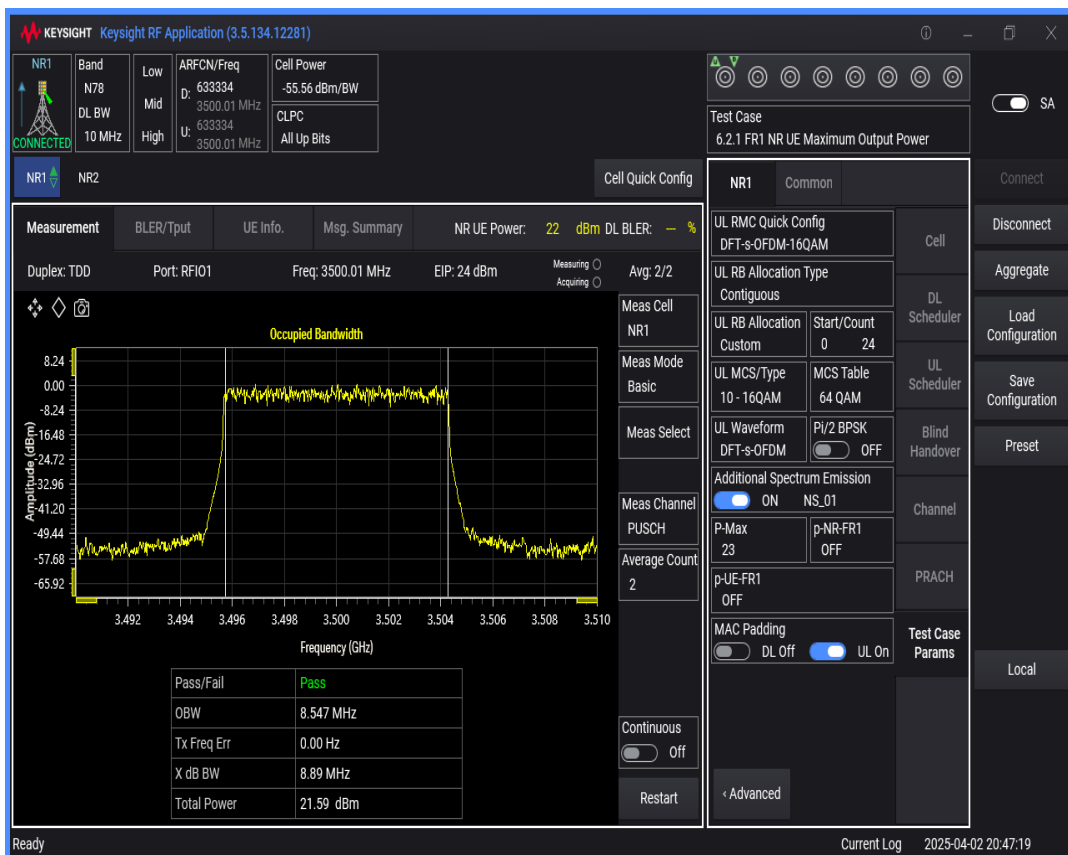 KEYSIGHT Keysight RF Application (3.5.134.12281)
NR1
CONNECTED
Band
N78
DL BW
10 MHz
Low
Mid
High
ARFCN/Freq
D: 633334
3500.01 MHz
U: 633334
3500.01 MHz
Cell Power
-55.56 dBm/BW
CLPC
All Up Bits
Test Case
6.2.1 FR1 NR UE Maximum Output Power
SA
NR1
NR2
Cell Quick Config
Measurement
BLER/Tput
UE Info.
Msg. Summary
NR UE Power: 22 dBm DL BLER: — %
Duplex: TDD
Port: RFIO1
Freq: 3500.01 MHz
EIP: 24 dBm
Measuring
Acquiring
Avg: 2/2
Occupied Bandwidth
Amplitude (dBm)
8.24
0.00
-8.24
-16.48
-24.72
-32.96
-41.20
-49.44
-57.68
-65.92
3.492 3.494 3.496 3.498 3.500 3.502 3.504 3.506 3.508 3.510
Frequency (GHz)
Pass/Fail Pass
OBW 8.547 MHz
Tx Freq Err 0.00 Hz
X dB BW 8.89 MHz
Total Power 21.59 dBm
Meas Cell
NR1
Meas Mode
Basic
Meas Select
Meas Channel
PUSCH
Average Count
2
Continuous
Off
Restart
NR1
Common
UL RMC Quick Config
DFT-s-OFDM-16QAM
UL RB Allocation Type
Contiguous
UL RB Allocation
Custom
Start/Count
0 24
UL MCS/Type
10 - 16QAM
MCS Table
64 QAM
UL Waveform
DFT-s-OFDM
Pi/2 BPSK
OFF
Additional Spectrum Emission
ON NS_01
P-Max
23
p-NR-FR1
OFF
p-UE-FR1
OFF
MAC Padding
DL Off UL On
‹ Advanced
Cell
DL
Scheduler
UL
Scheduler
Blind
Handover
Channel
PRACH
Test Case
Params
Connect
Disconnect
Aggregate
Load
Configuration
Save
Configuration
Preset
Local
Ready
Current Log
2025-04-02 20:47:19